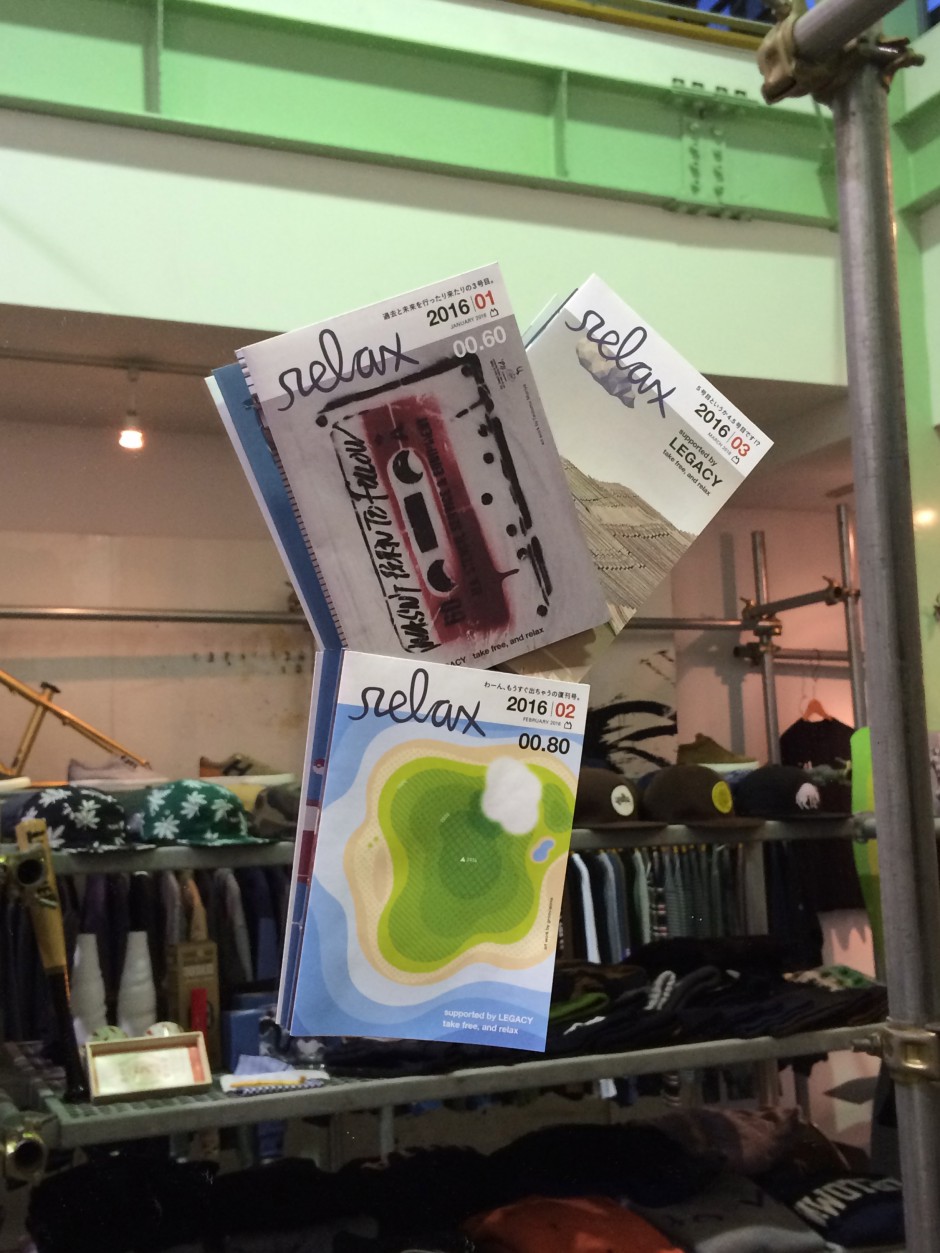 過去と未来を行ったり来たりの3号目。
2016|01
JANUARY 2016
relax
00.60
WASN'T BORN TO FOLLOW
A
60
LEGACY take free, and relax
relax
5号目というか4.5号目です!?
2016|03
MARCH 2016
supported by
LEGACY
take free, and relax
わーん、もうすぐ出ちゃうの復刊号。
relax
2016|02
FEBRUARY 2016
00.80
supported by LEGACY
take free, and relax